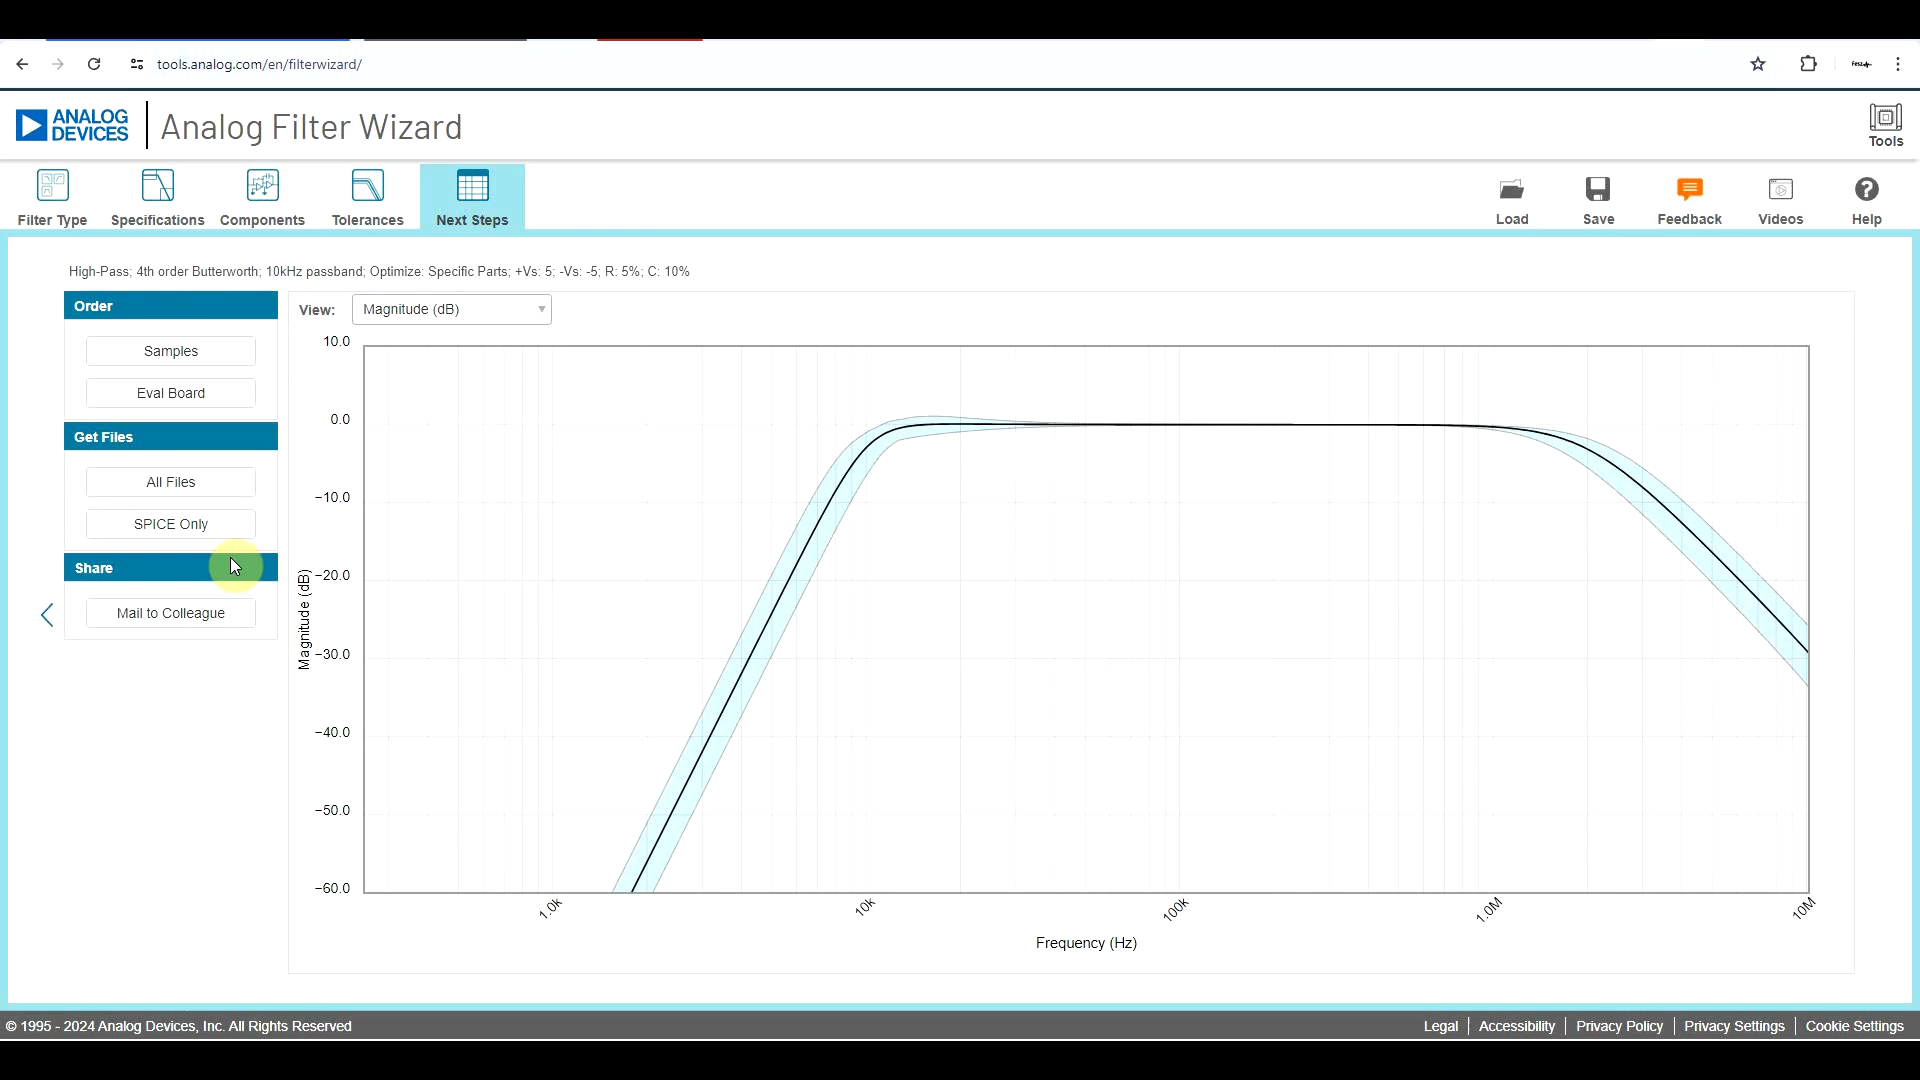 tools.analog.com/en/filterwizard/
ANALOG
DEVICES
Analog Filter Wizard
Tools
Filter Type
Specifications
Components
Tolerances
Next Steps
Load
Save
Feedback
Videos
Help
High-Pass; 4th order Butterworth; 10kHz passband; Optimize: Specific Parts; +Vs: 5; -Vs: -5; R: 5%; C: 10%
Order
Samples
Eval Board
Get Files
All Files
SPICE Only
Share
Mail to Colleague
View:
Magnitude (dB)
10.0
0.0
−10.0
−20.0
−30.0
−40.0
−50.0
−60.0
Magnitude (dB)
1.0k
10k
100k
1.0M
10M
Frequency (Hz)
© 1995 - 2024 Analog Devices, Inc. All Rights Reserved
Legal
Accessibility
Privacy Policy
Privacy Settings
Cookie Settings